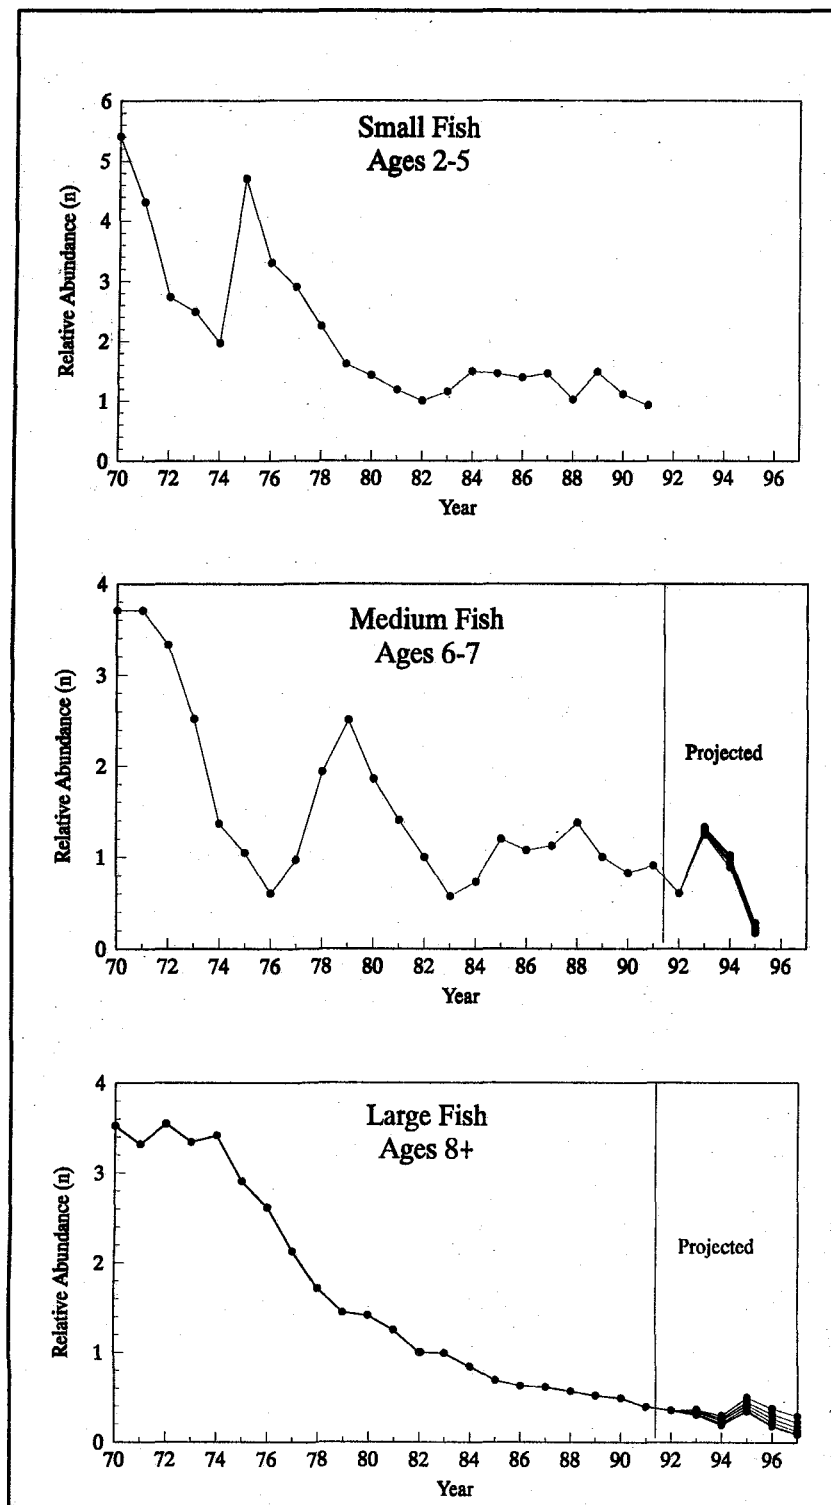 Small Fish
Ages 2-5
Relative Abundance (n)
6
5
4
3
2
1
0
70 72 74 76 78 80 82 84 86 88 90 92 94 96
Year
Medium Fish
Ages 6-7
Relative Abundance (n)
4
3
2
1
0
Projected
70 72 74 76 78 80 82 84 86 88 90 92 94 96
Year
Large Fish
Ages 8+
Relative Abundance (n)
4
3
2
1
0
Projected
70 72 74 76 78 80 82 84 86 88 90 92 94 96
Year